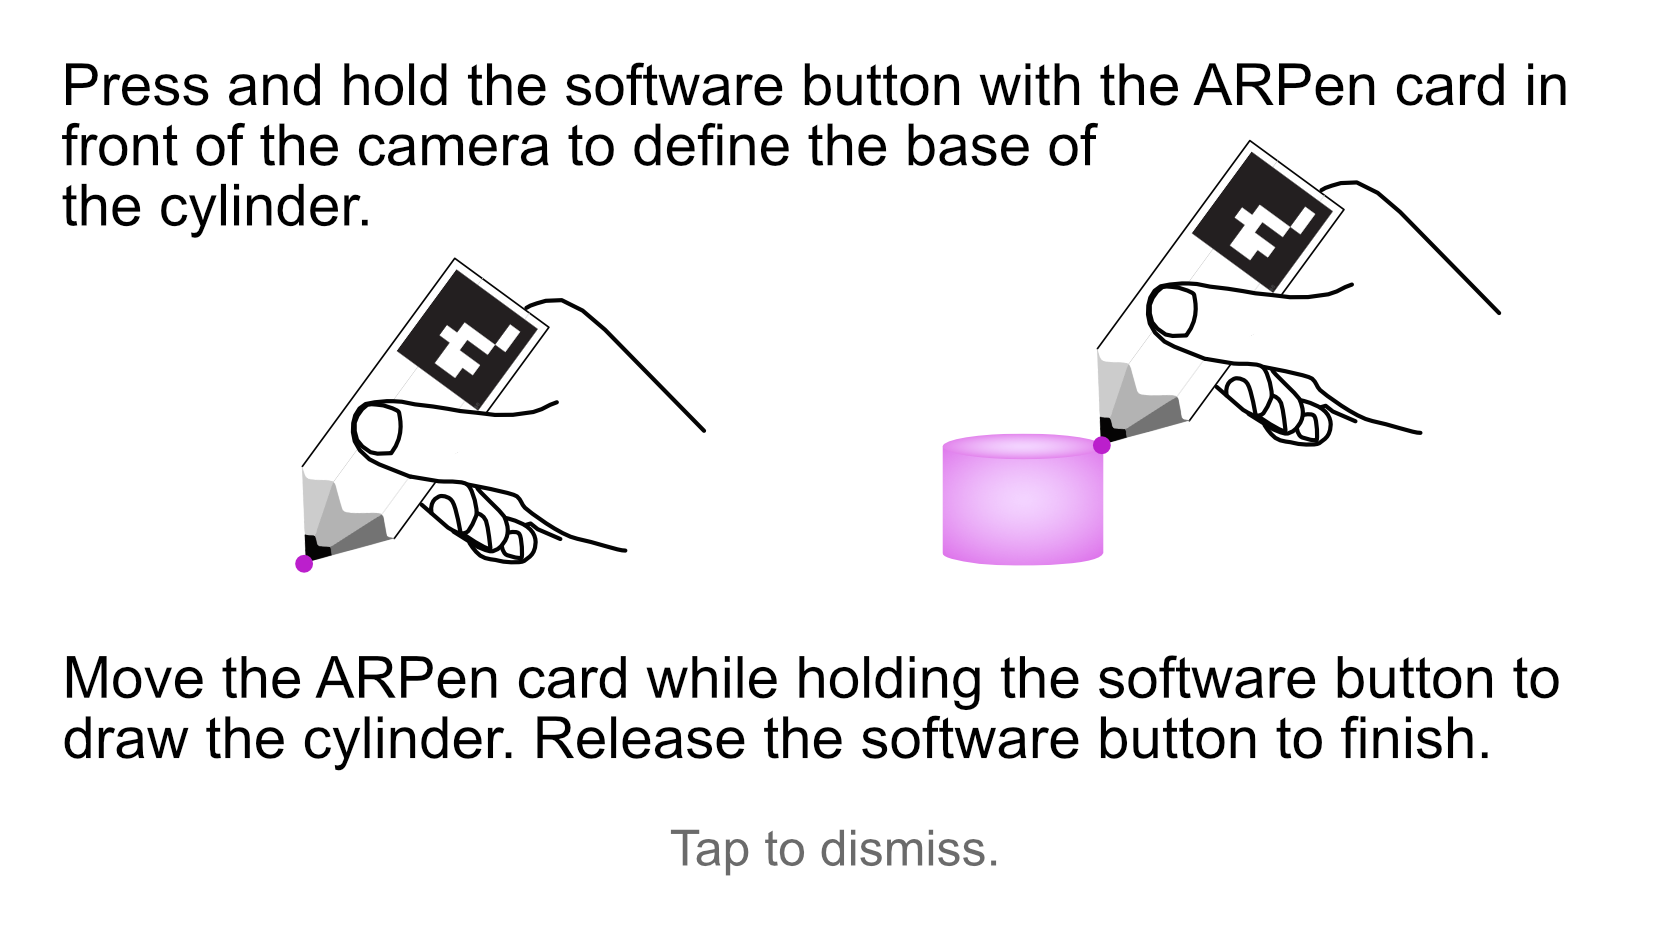 Press and hold the software button with the ARPen card in
front of the camera to define the base of
the cylinder.
Move the ARPen card while holding the software button to
draw the cylinder. Release the software button to finish.
Tap to dismiss.